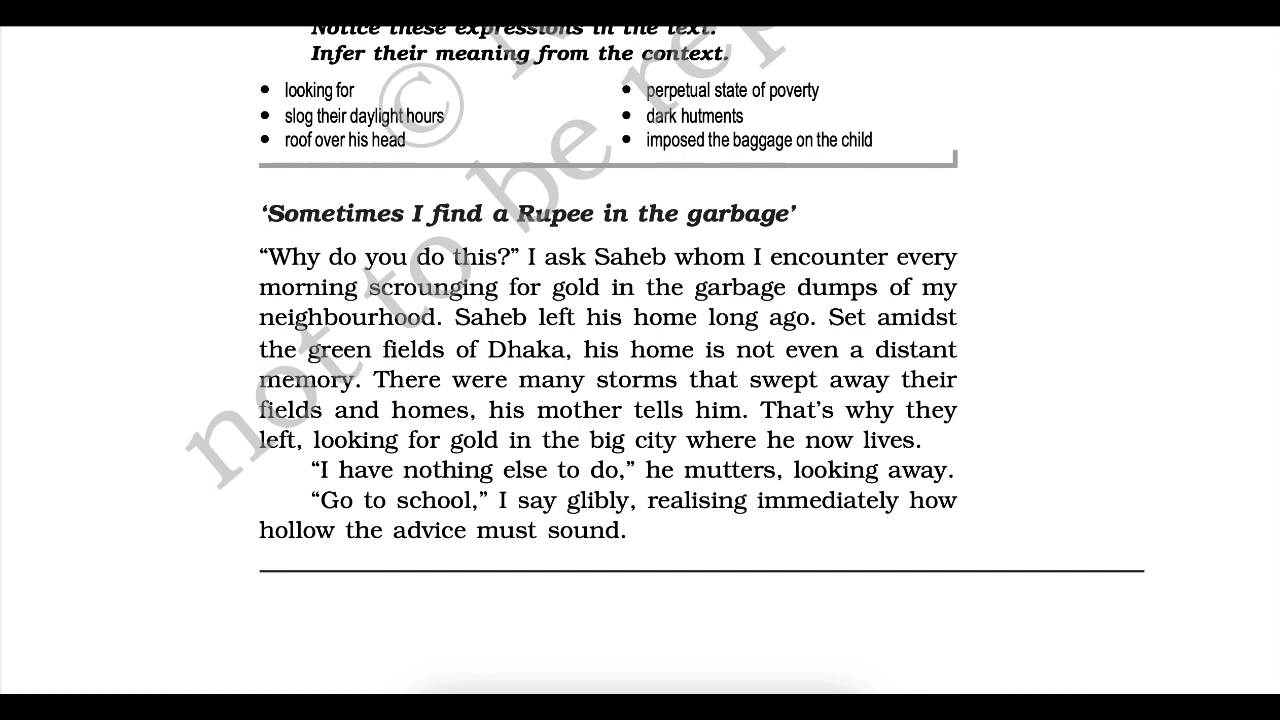 Notice these expressions in the text.
Infer their meaning from the context.
• looking for
• slog their daylight hours
• roof over his head
• perpetual state of poverty
• dark hutments
• imposed the baggage on the child
‘Sometimes I find a Rupee in the garbage’
“Why do you do this?” I ask Saheb whom I encounter every
morning scrounging for gold in the garbage dumps of my
neighbourhood. Saheb left his home long ago. Set amidst
the green fields of Dhaka, his home is not even a distant
memory. There were many storms that swept away their
fields and homes, his mother tells him. That’s why they
left, looking for gold in the big city where he now lives.
“I have nothing else to do,” he mutters, looking away.
“Go to school,” I say glibly, realising immediately how
hollow the advice must sound.
©
not to be rep